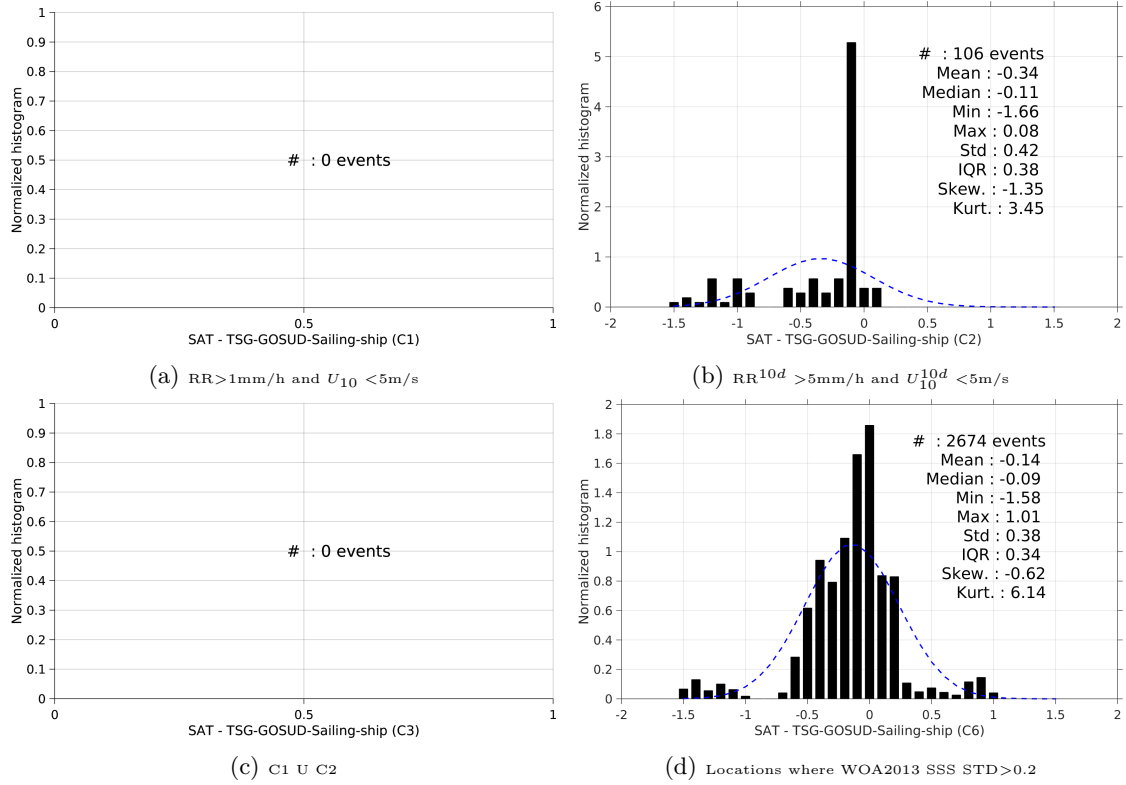 1
0.9
0.8
0.7
0.6
0.5
0.4
0.3
0.2
0.1
0
Normalized histogram
# : 0 events
0 0.5 1
SAT - TSG-GOSUD-Sailing-ship (C1)
(a) RR>1mm/h and U10 <5m/s
6
5
4
3
2
1
0
Normalized histogram
# : 106 events
Mean : -0.34
Median : -0.11
Min : -1.66
Max : 0.08
Std : 0.42
IQR : 0.38
Skew. : -1.35
Kurt. : 3.45
-2 -1.5 -1 -0.5 0 0.5 1 1.5 2
SAT - TSG-GOSUD-Sailing-ship (C2)
(b) RR^10d >5mm/h and U_10^10d <5m/s
1
0.9
0.8
0.7
0.6
0.5
0.4
0.3
0.2
0.1
0
Normalized histogram
# : 0 events
0 0.5 1
SAT - TSG-GOSUD-Sailing-ship (C3)
(c) C1 U C2
2
1.8
1.6
1.4
1.2
1
0.8
0.6
0.4
0.2
0
Normalized histogram
# : 2674 events
Mean : -0.14
Median : -0.09
Min : -1.58
Max : 1.01
Std : 0.38
IQR : 0.34
Skew. : -0.62
Kurt. : 6.14
-2 -1.5 -1 -0.5 0 0.5 1 1.5 2
SAT - TSG-GOSUD-Sailing-ship (C6)
(d) Locations where WOA2013 SSS STD>0.2